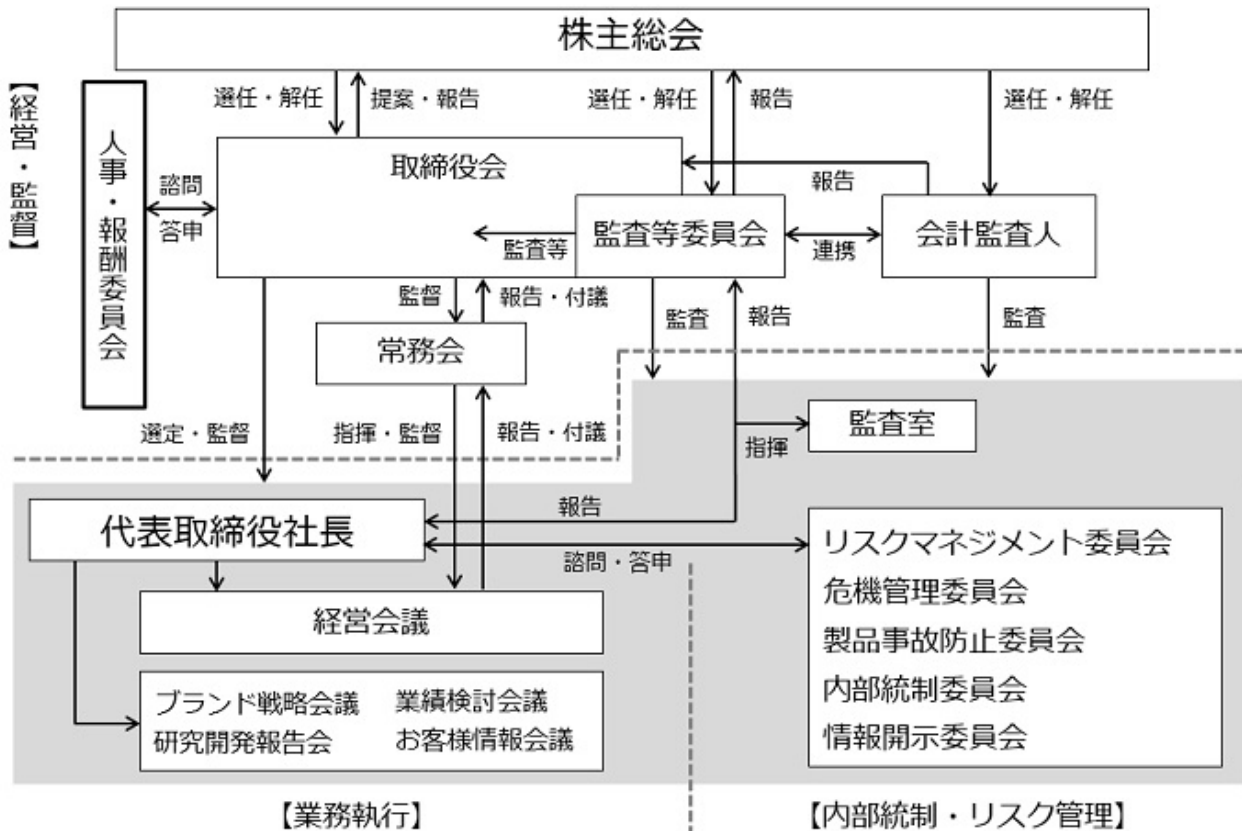 株主総会
【経営・監督】
選任・解任
提案・報告
選任・解任
報告
選任・解任
人事・報酬委員会
諮問
答申
取締役会
報告
監査等
監査等委員会
連携
会計監査人
監督
報告・付議
監査
報告
監査
常務会
選定・監督
指揮・監督
報告・付議
指揮
監査室
代表取締役社長
報告
諮問・答申
経営会議
ブランド戦略会議
業績検討会議
研究開発報告会
お客様情報会議
リスクマネジメント委員会
危機管理委員会
製品事故防止委員会
内部統制委員会
情報開示委員会
【業務執行】
【内部統制・リスク管理】